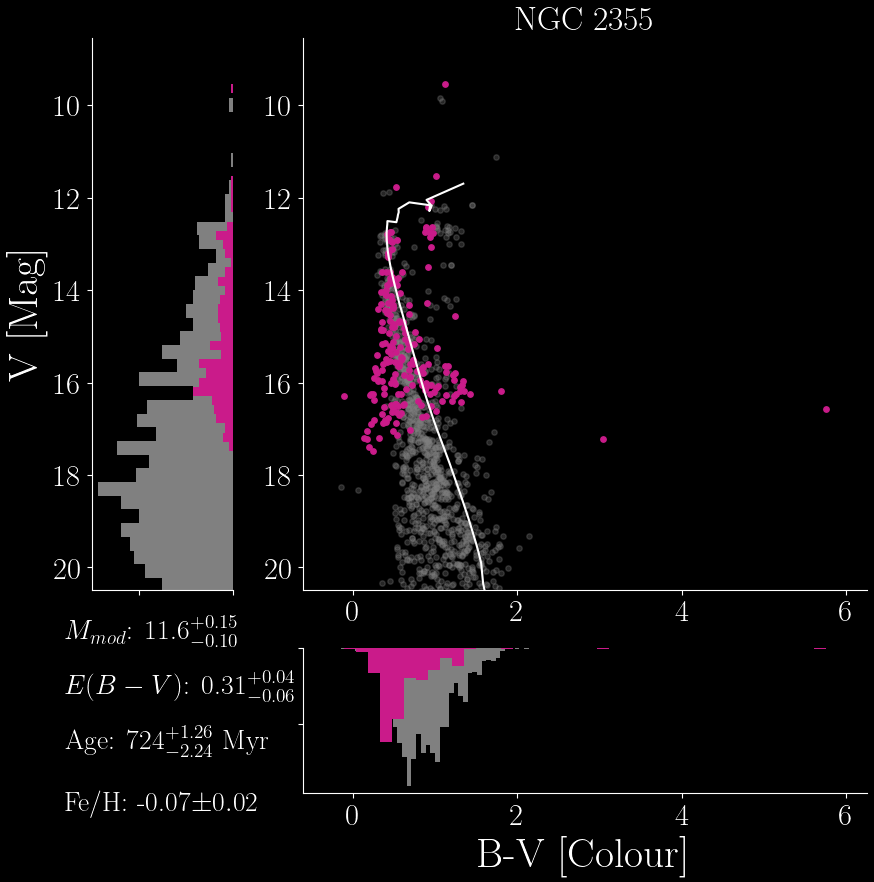 NGC 2355
V [Mag]
10
12
14
16
18
20
10
12
14
16
18
20
0
2
4
6
M_{mod}: 11.6^{+0.15}_{-0.10}
E(B − V): 0.31^{+0.04}_{-0.06}
Age: 724^{+1.26}_{-2.24} Myr
Fe/H: -0.07±0.02
0
2
4
6
B-V [Colour]